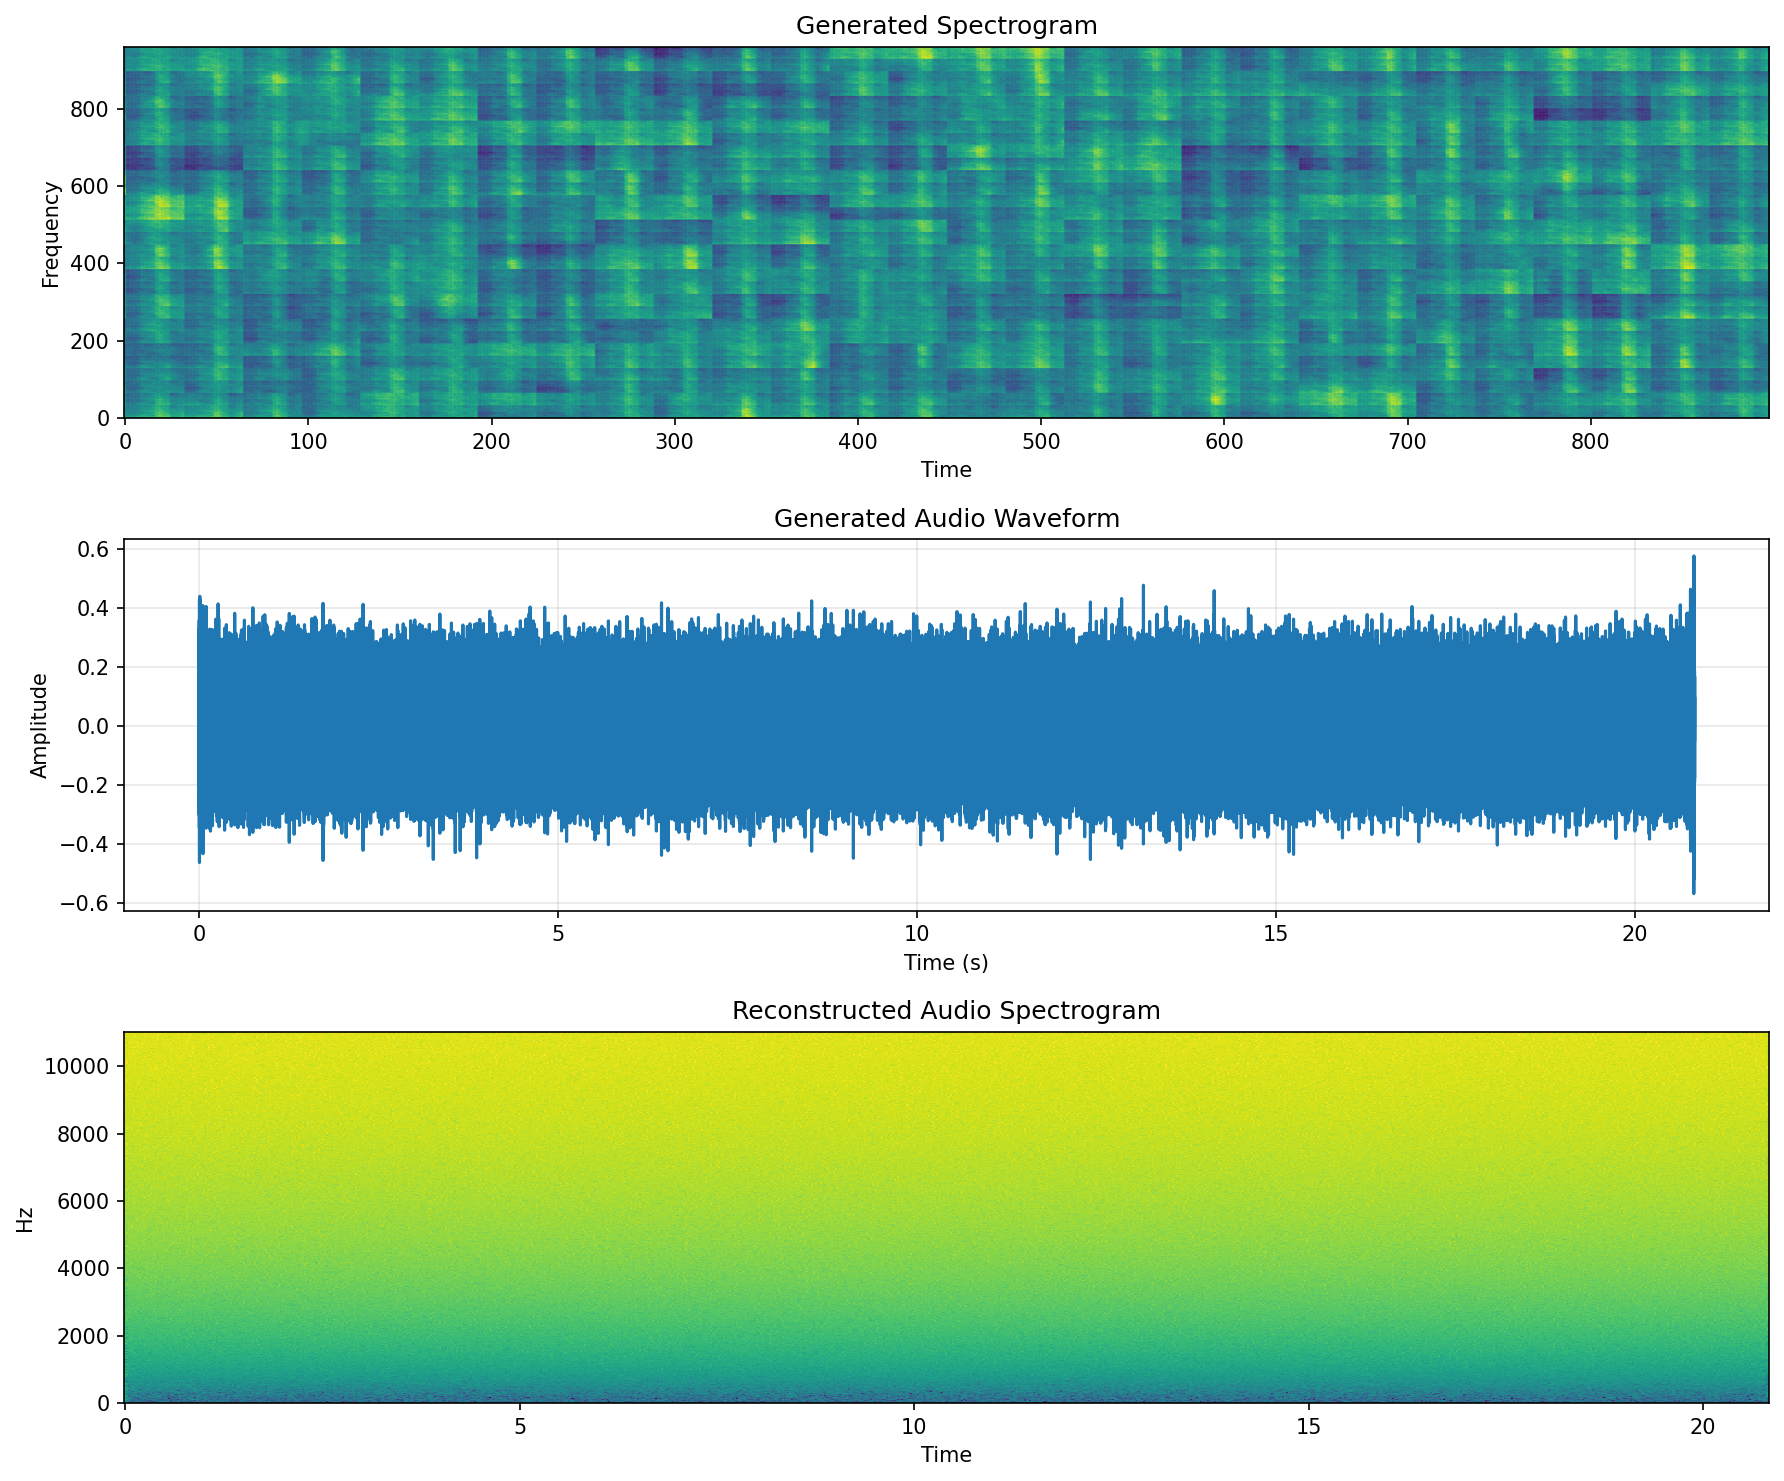 Generated Spectrogram
Frequency
800
600
400
200
0
0 100 200 300 400 500 600 700 800
Time
Generated Audio Waveform
Amplitude
0.6
0.4
0.2
0.0
−0.2
−0.4
−0.6
0 5 10 15 20
Time (s)
Reconstructed Audio Spectrogram
Hz
10000
8000
6000
4000
2000
0
0 5 10 15 20
Time